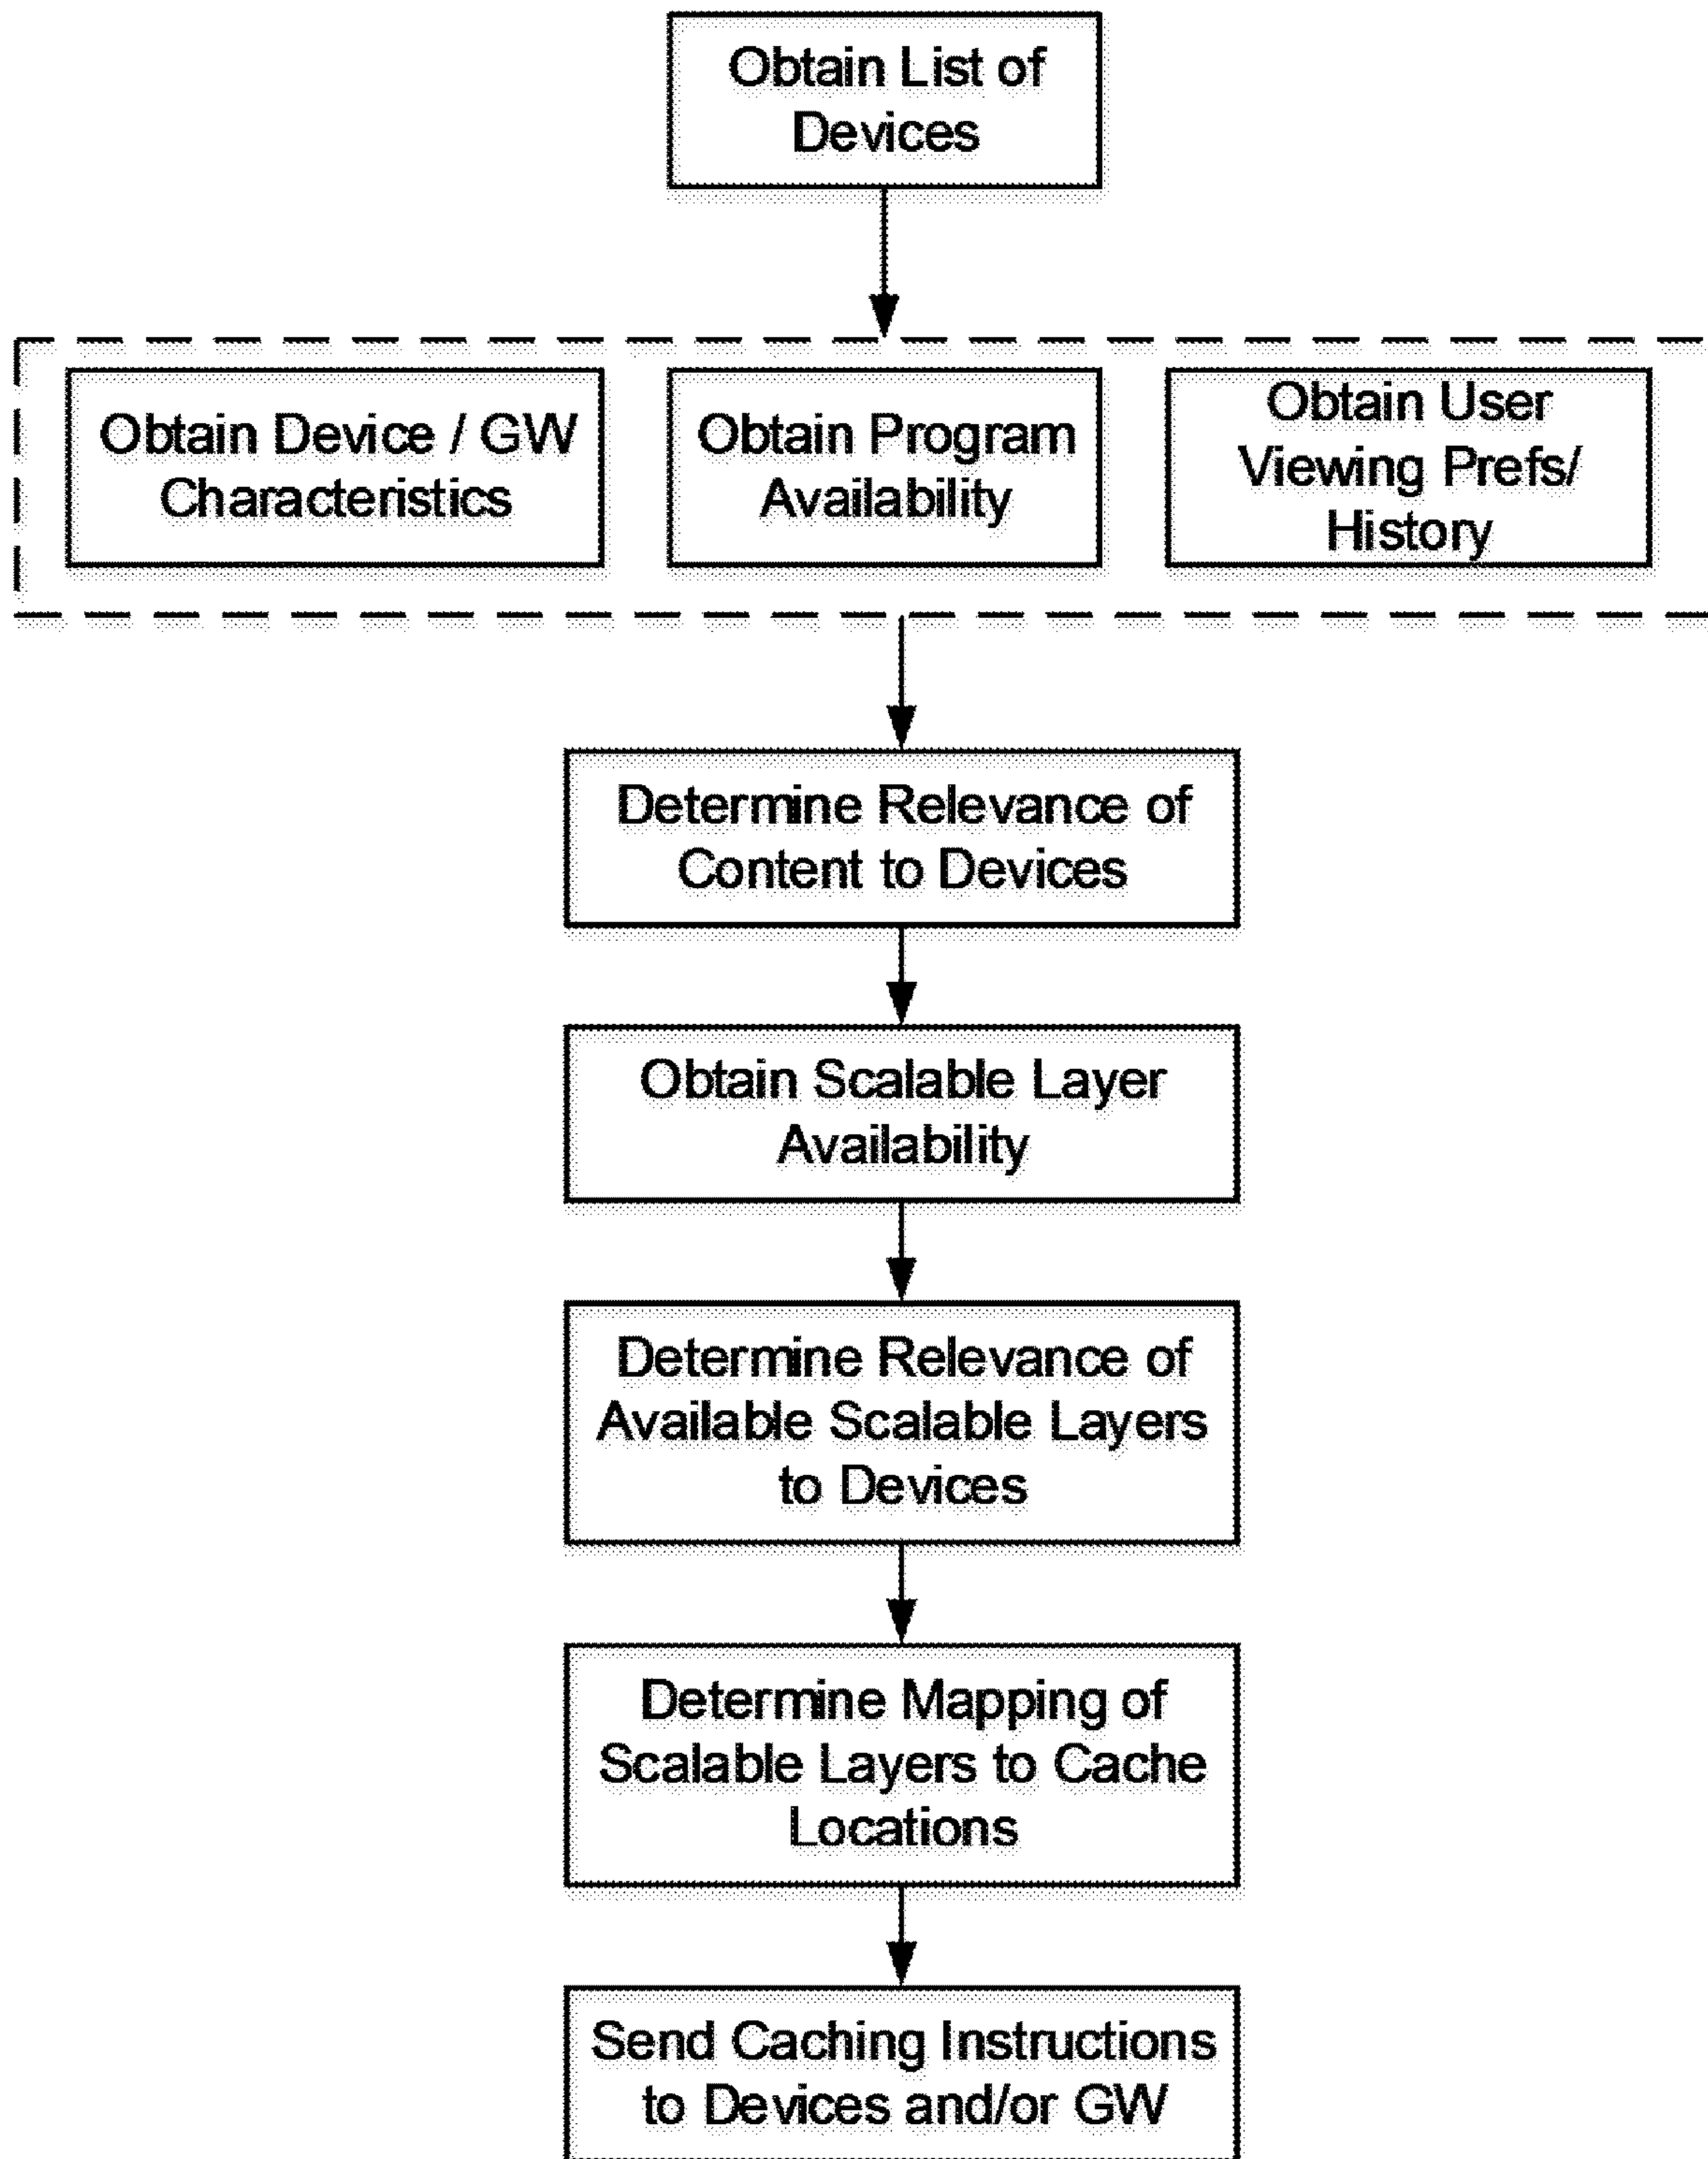 Obtain List of
Devices
Obtain Device / GW
Characteristics
Obtain Program
Availability
Obtain User
Viewing Prefs/
History
Determine Relevance of
Content to Devices
Obtain Scalable Layer
Availability
Determine Relevance of
Available Scalable Layers
to Devices
Determine Mapping of
Scalable Layers to Cache
Locations
Send Caching Instructions
to Devices and/or GW